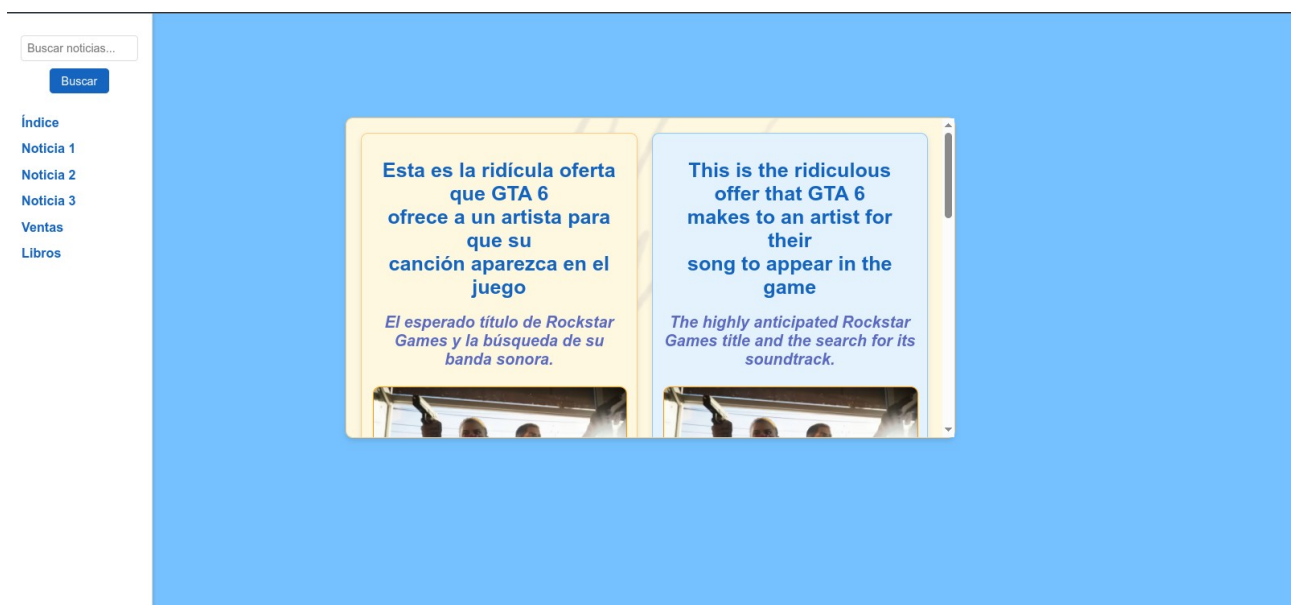 Buscar noticias...
Buscar
Índice
Noticia 1
Noticia 2
Noticia 3
Ventas
Libros
Esta es la ridícula oferta
que GTA 6
ofrece a un artista para
que su
canción aparezca en el
juego
El esperado título de Rockstar
Games y la búsqueda de su
banda sonora.
This is the ridiculous
offer that GTA 6
makes to an artist for
their
song to appear in the
game
The highly anticipated Rockstar
Games title and the search for its
soundtrack.